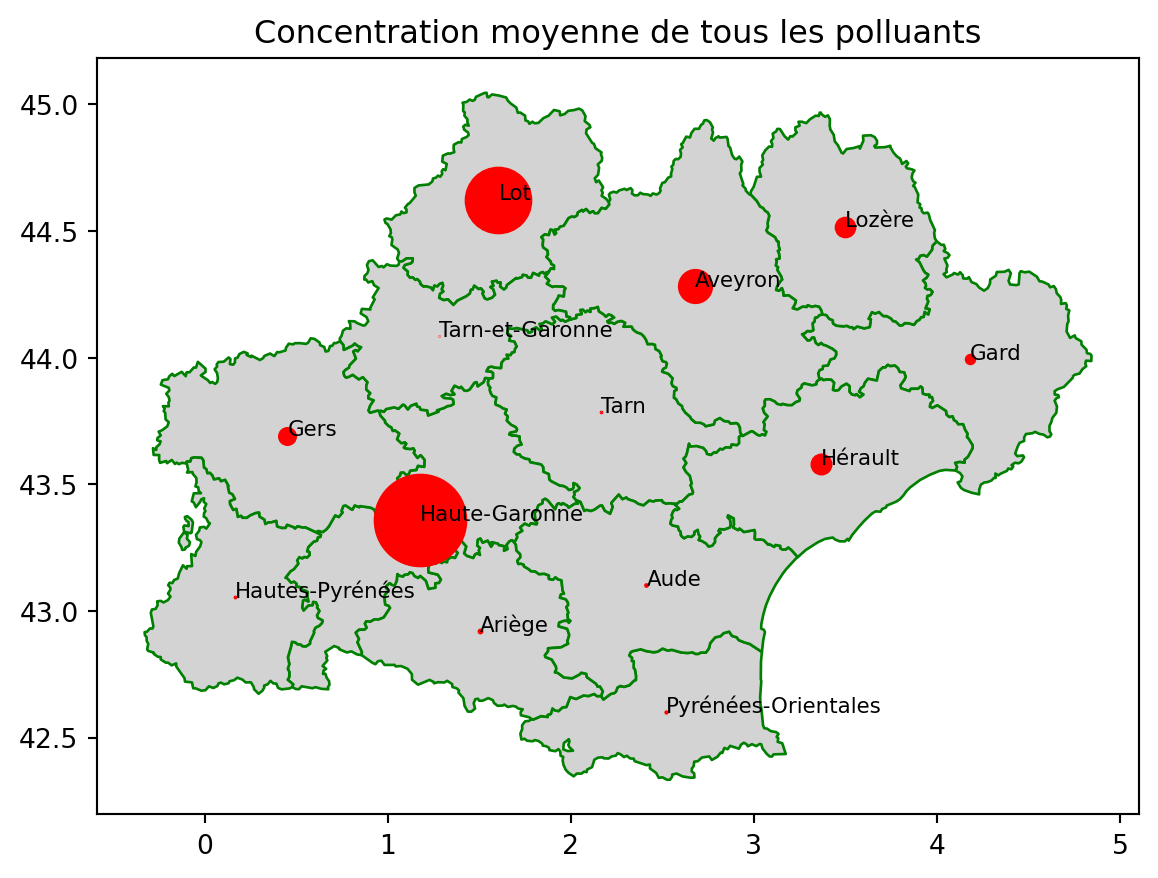 Concentration moyenne de tous les polluants
45.0
44.5
44.0
43.5
43.0
42.5
Lot
Lozère
Aveyron
Tarn-et-Garonne
Gard
Tarn
Gers
Hérault
Haute-Garonne
Aude
Hautes-Pyrénées
Ariège
Pyrénées-Orientales
0 1 2 3 4 5